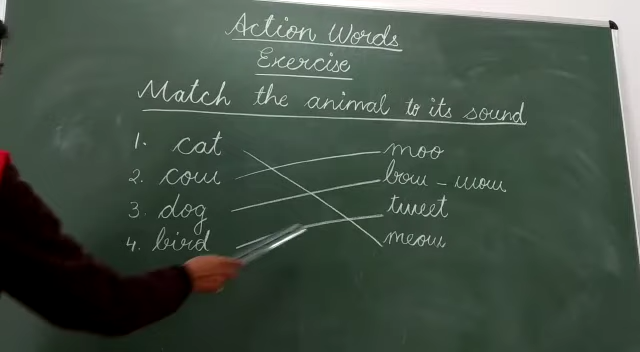 Action Words
Exercise
Match the animal to its sound
1. cat moo
2. cow bow - wow
3. dog tweet
4. bird meow